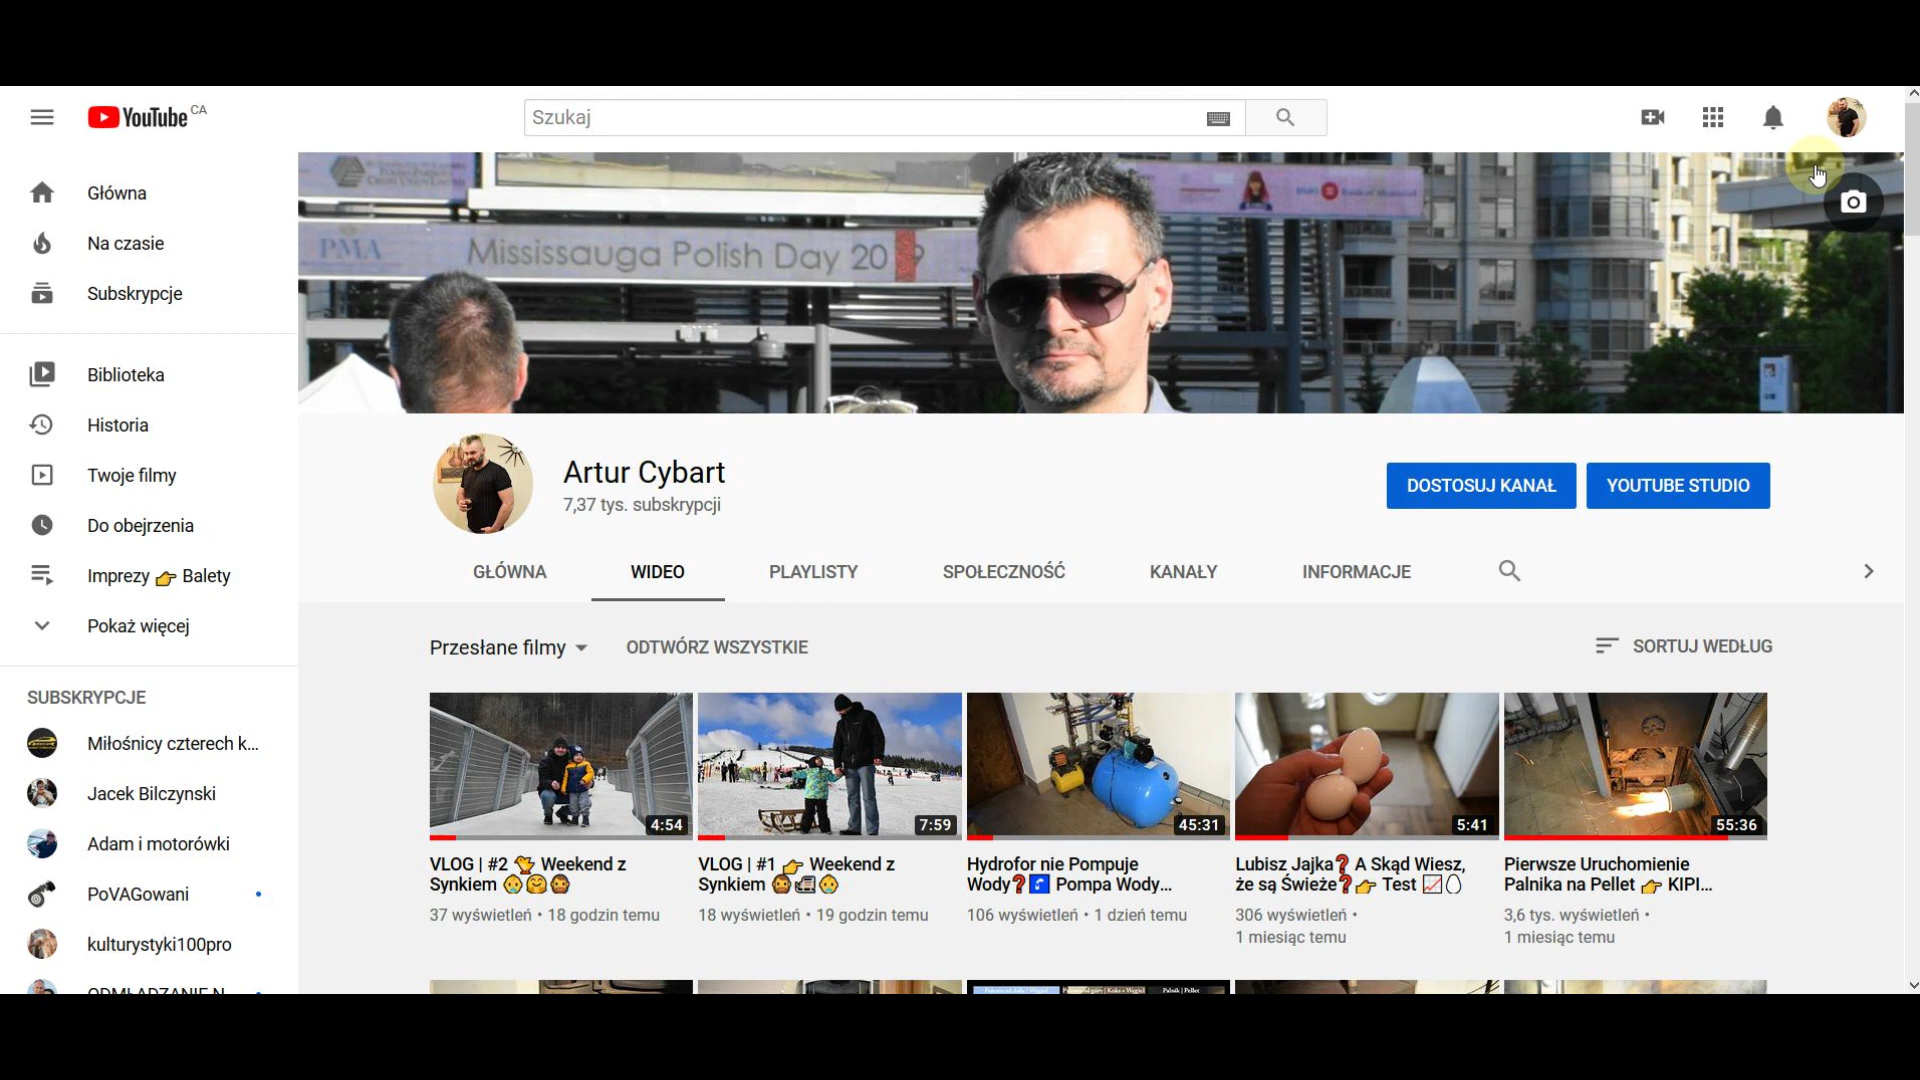 YouTube CA
Szukaj
Główna
Na czasie
Subskrypcje
Biblioteka
Historia
Twoje filmy
Do obejrzenia
Imprezy 👉 Balety
Pokaż więcej
SUBSKRYPCJE
Miłośnicy czterech k...
Jacek Bilczynski
Adam i motorówki
PoVAGowani
kulturystyki100pro
PMA
Mississauga Polish Day 20 9
Artur Cybart
7,37 tys. subskrypcji
DOSTOSUJ KANAŁ
YOUTUBE STUDIO
GŁÓWNA
WIDEO
PLAYLISTY
SPOŁECZNOŚĆ
KANAŁY
INFORMACJE
Przesłane filmy
ODTWÓRZ WSZYSTKIE
SORTUJ WEDŁUG
4:54
VLOG | #2 🐤 Weekend z
Synkiem 👶🤗🧔
37 wyświetleń • 18 godzin temu
7:59
VLOG | #1 👉 Weekend z
Synkiem 🧔🛷👶
18 wyświetleń • 19 godzin temu
45:31
Hydrofor nie Pompuje
Wody❓🚰 Pompa Wody...
106 wyświetleń • 1 dzień temu
5:41
Lubisz Jajka❓ A Skąd Wiesz,
że są Świeże❓👉 Test 📈🥚
306 wyświetleń •
1 miesiąc temu
55:36
Pierwsze Uruchomienie
Palnika na Pellet 👉 KIPI...
3,6 tys. wyświetleń •
1 miesiąc temu